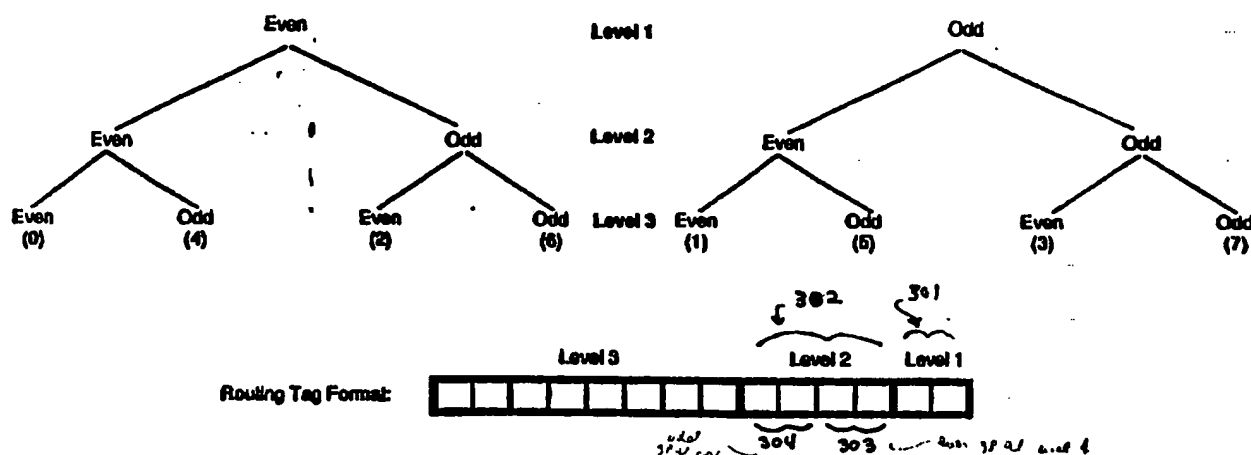 Even Level 1 Odd
Even Odd Level 2 Even Odd
Even Odd Even Odd Level 3 Even Odd Even Odd
(0) (4) (2) (6) (1) (5) (3) (7)
302 301
Level 3 Level 2 Level 1
Routing Tag Format:
304 303